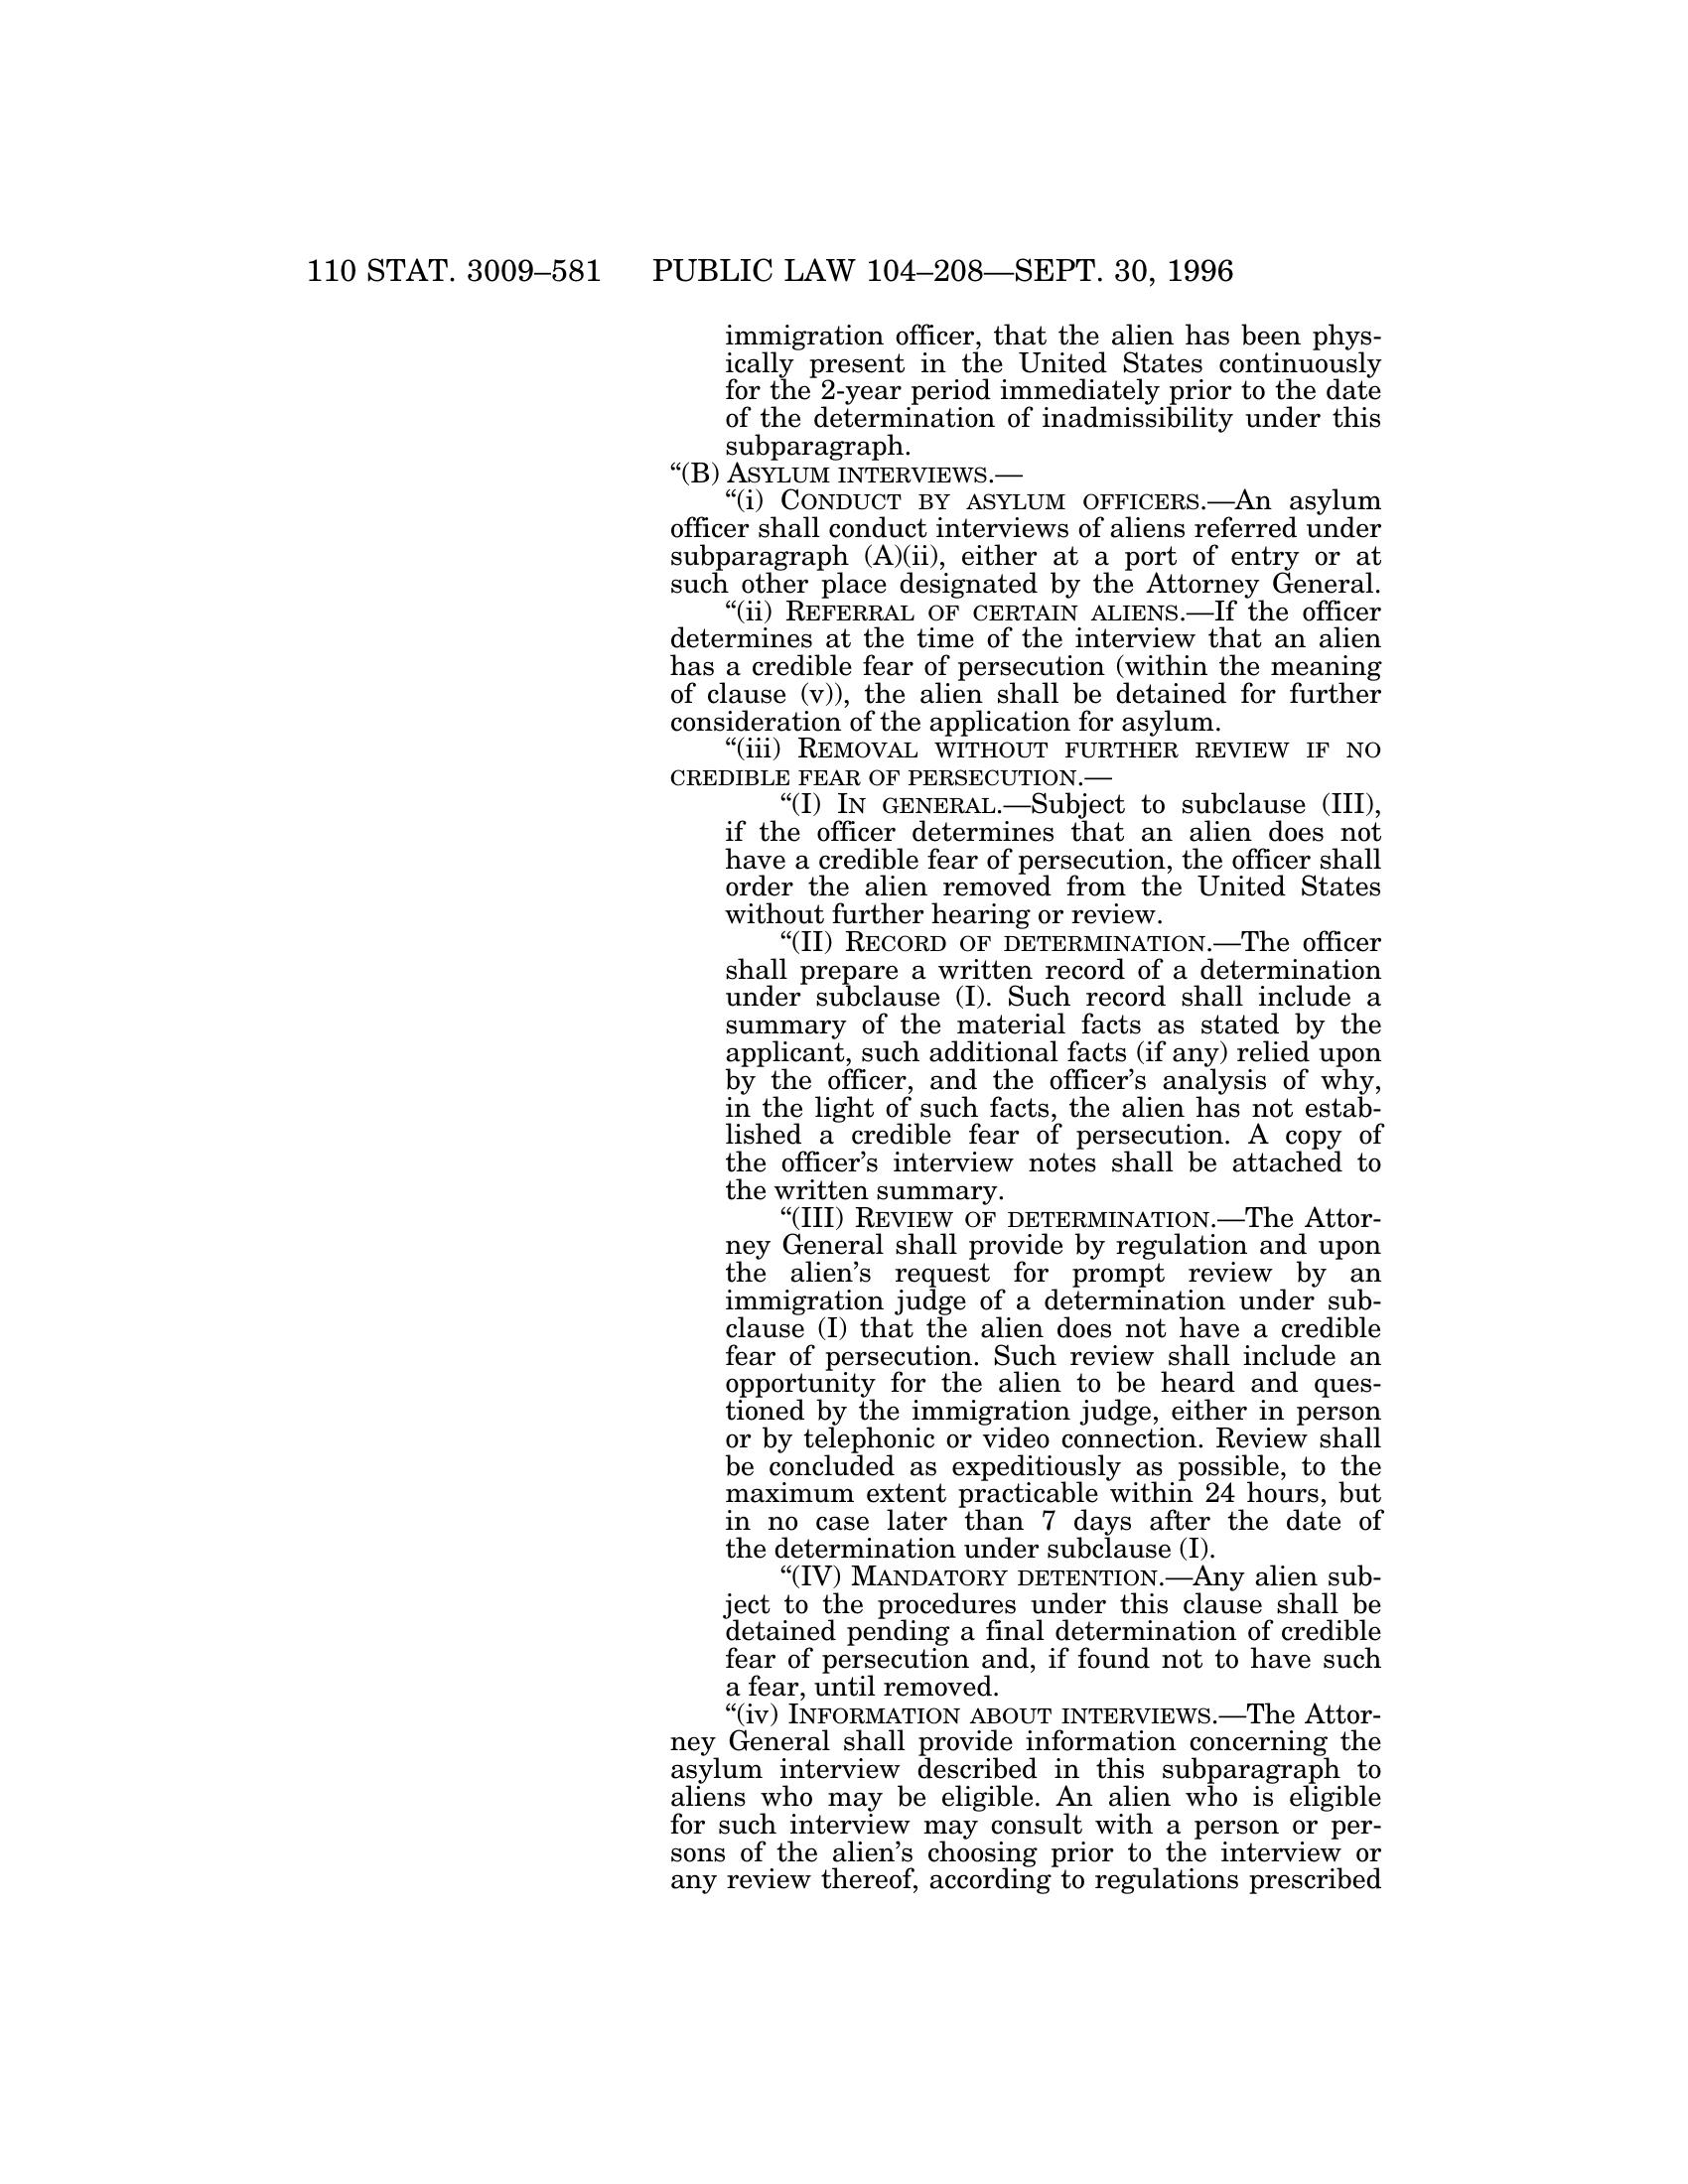 110 STAT. 3009–581 PUBLIC LAW 104–208—SEPT. 30, 1996
immigration officer, that the alien has been phys-
ically present in the United States continuously
for the 2-year period immediately prior to the date
of the determination of inadmissibility under this
subparagraph.
“(B) ASYLUM INTERVIEWS.—
“(i) CONDUCT BY ASYLUM OFFICERS.—An asylum
officer shall conduct interviews of aliens referred under
subparagraph (A)(ii), either at a port of entry or at
such other place designated by the Attorney General.
“(ii) REFERRAL OF CERTAIN ALIENS.—If the officer
determines at the time of the interview that an alien
has a credible fear of persecution (within the meaning
of clause (v)), the alien shall be detained for further
consideration of the application for asylum.
“(iii) REMOVAL WITHOUT FURTHER REVIEW IF NO
CREDIBLE FEAR OF PERSECUTION.—
“(I) IN GENERAL.—Subject to subclause (III),
if the officer determines that an alien does not
have a credible fear of persecution, the officer shall
order the alien removed from the United States
without further hearing or review.
“(II) RECORD OF DETERMINATION.—The officer
shall prepare a written record of a determination
under subclause (I). Such record shall include a
summary of the material facts as stated by the
applicant, such additional facts (if any) relied upon
by the officer, and the officer’s analysis of why,
in the light of such facts, the alien has not estab-
lished a credible fear of persecution. A copy of
the officer’s interview notes shall be attached to
the written summary.
“(III) REVIEW OF DETERMINATION.—The Attor-
ney General shall provide by regulation and upon
the alien’s request for prompt review by an
immigration judge of a determination under sub-
clause (I) that the alien does not have a credible
fear of persecution. Such review shall include an
opportunity for the alien to be heard and ques-
tioned by the immigration judge, either in person
or by telephonic or video connection. Review shall
be concluded as expeditiously as possible, to the
maximum extent practicable within 24 hours, but
in no case later than 7 days after the date of
the determination under subclause (I).
“(IV) MANDATORY DETENTION.—Any alien sub-
ject to the procedures under this clause shall be
detained pending a final determination of credible
fear of persecution and, if found not to have such
a fear, until removed.
“(iv) INFORMATION ABOUT INTERVIEWS.—The Attor-
ney General shall provide information concerning the
asylum interview described in this subparagraph to
aliens who may be eligible. An alien who is eligible
for such interview may consult with a person or per-
sons of the alien’s choosing prior to the interview or
any review thereof, according to regulations prescribed